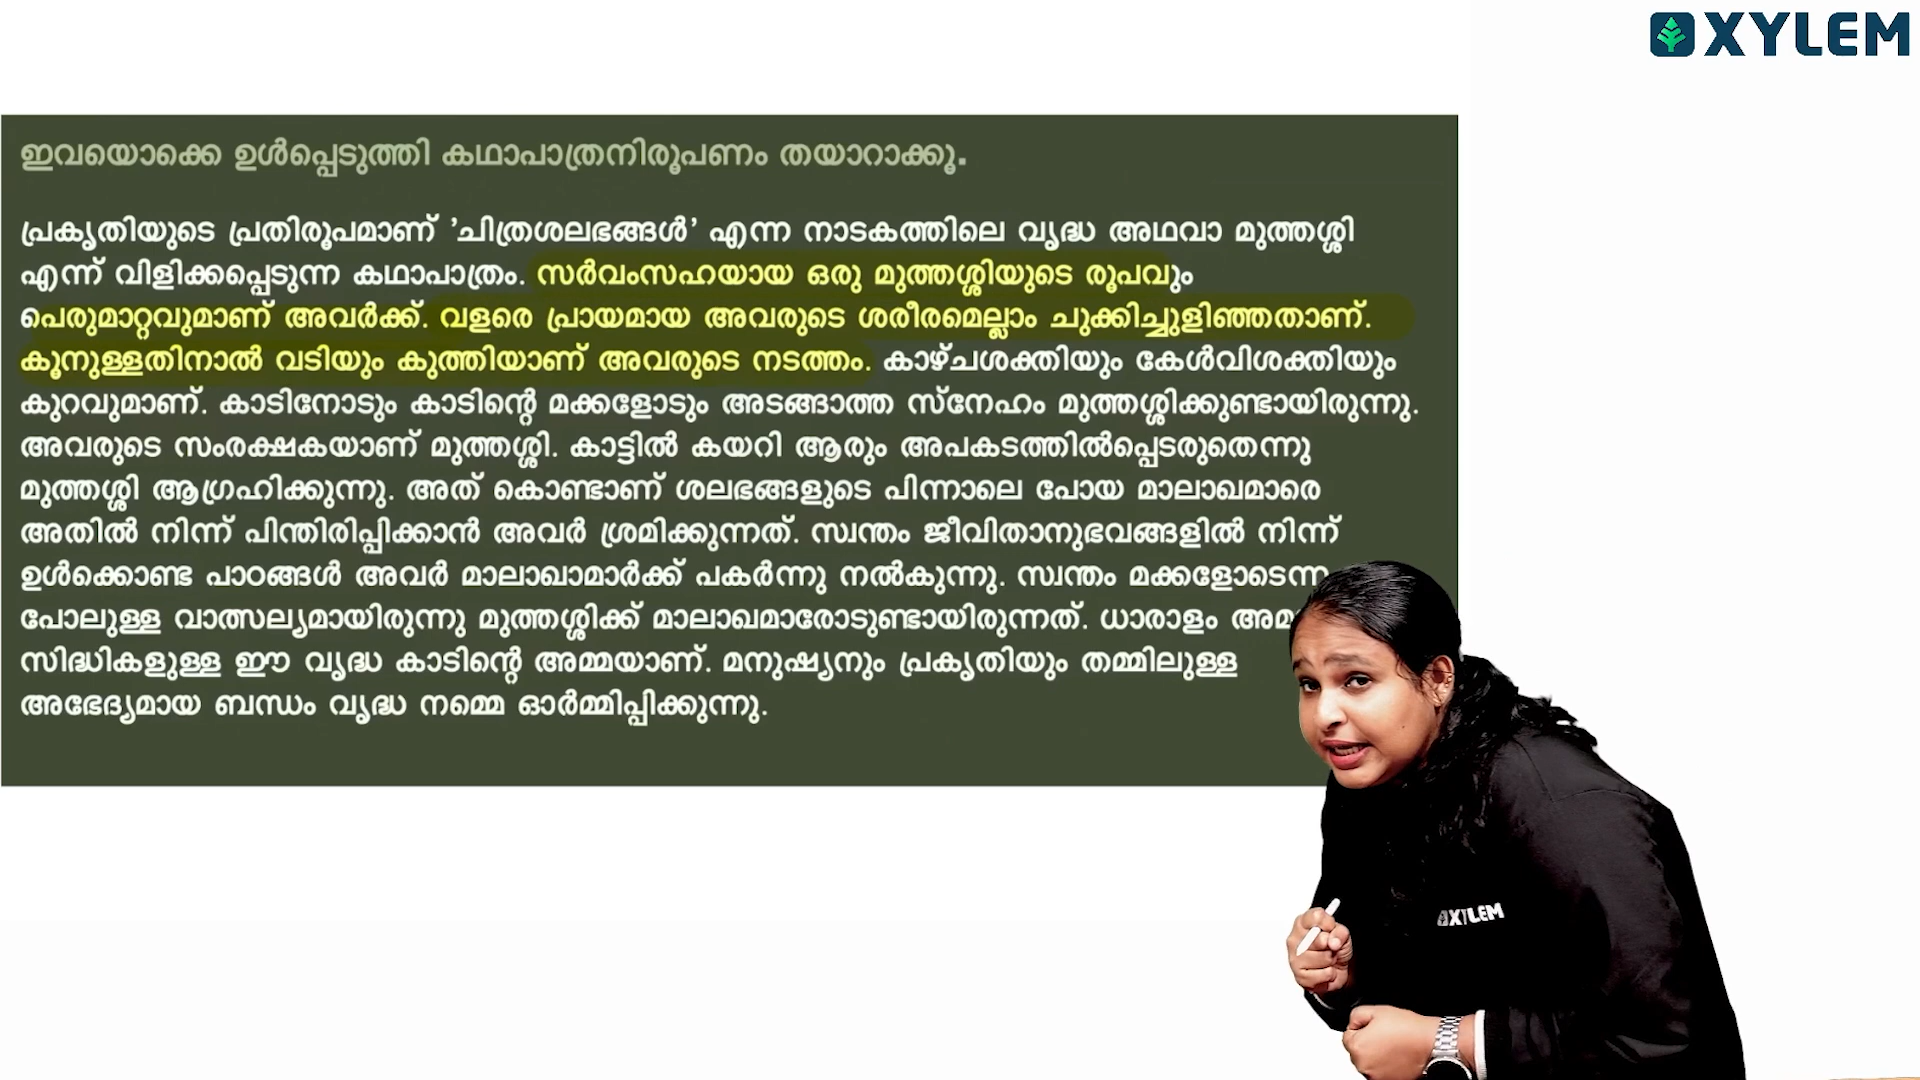 XYLEM
ഇവയൊക്കെ ഉൾപ്പെടുത്തി കഥാപാത്രനിരൂപണം തയാറാക്കൂ.
പ്രകൃതിയുടെ പ്രതിരൂപമാണ് 'ചിത്രശലഭങ്ങൾ' എന്ന നാടകത്തിലെ വൃദ്ധ അഥവാ മുത്തശ്ശി
എന്ന് വിളിക്കപ്പെടുന്ന കഥാപാത്രം. സർവംസഹയായ ഒരു മുത്തശ്ശിയുടെ രൂപവും
പെരുമാറ്റവുമാണ് അവർക്ക്. വളരെ പ്രായമായ അവരുടെ ശരീരമെല്ലാം ചുക്കിച്ചുളിഞ്ഞതാണ്.
കൂനുള്ളതിനാൽ വടിയും കുത്തിയാണ് അവരുടെ നടത്തം. കാഴ്ചശക്തിയും കേൾവിശക്തിയും
കുറവുമാണ്. കാടിനോടും കാടിന്റെ മക്കളോടും അടങ്ങാത്ത സ്നേഹം മുത്തശ്ശിക്കുണ്ടായിരുന്നു.
അവരുടെ സംരക്ഷകയാണ് മുത്തശ്ശി. കാട്ടിൽ കയറി ആരും അപകടത്തിൽപ്പെടരുതെന്നു
മുത്തശ്ശി ആഗ്രഹിക്കുന്നു. അത് കൊണ്ടാണ് ശലഭങ്ങളുടെ പിന്നാലെ പോയ മാലാഖമാരെ
അതിൽ നിന്ന് പിന്തിരിപ്പിക്കാൻ അവർ ശ്രമിക്കുന്നത്. സ്വന്തം ജീവിതാനുഭവങ്ങളിൽ നിന്ന്
ഉൾക്കൊണ്ട പാഠങ്ങൾ അവർ മാലാഖാമാർക്ക് പകർന്നു നൽകുന്നു. സ്വന്തം മക്കളോടെന്ന
പോലുള്ള വാത്സല്യമായിരുന്നു മുത്തശ്ശിക്ക് മാലാഖമാരോടുണ്ടായിരുന്നത്. ധാരാളം
സിദ്ധികളുള്ള ഈ വൃദ്ധ കാടിന്റെ അമ്മയാണ്. മനുഷ്യനും പ്രകൃതിയും തമ്മിലുള്ള
അഭേദ്യമായ ബന്ധം വൃദ്ധ നമ്മെ ഓർമ്മിപ്പിക്കുന്നു.
XYLEM